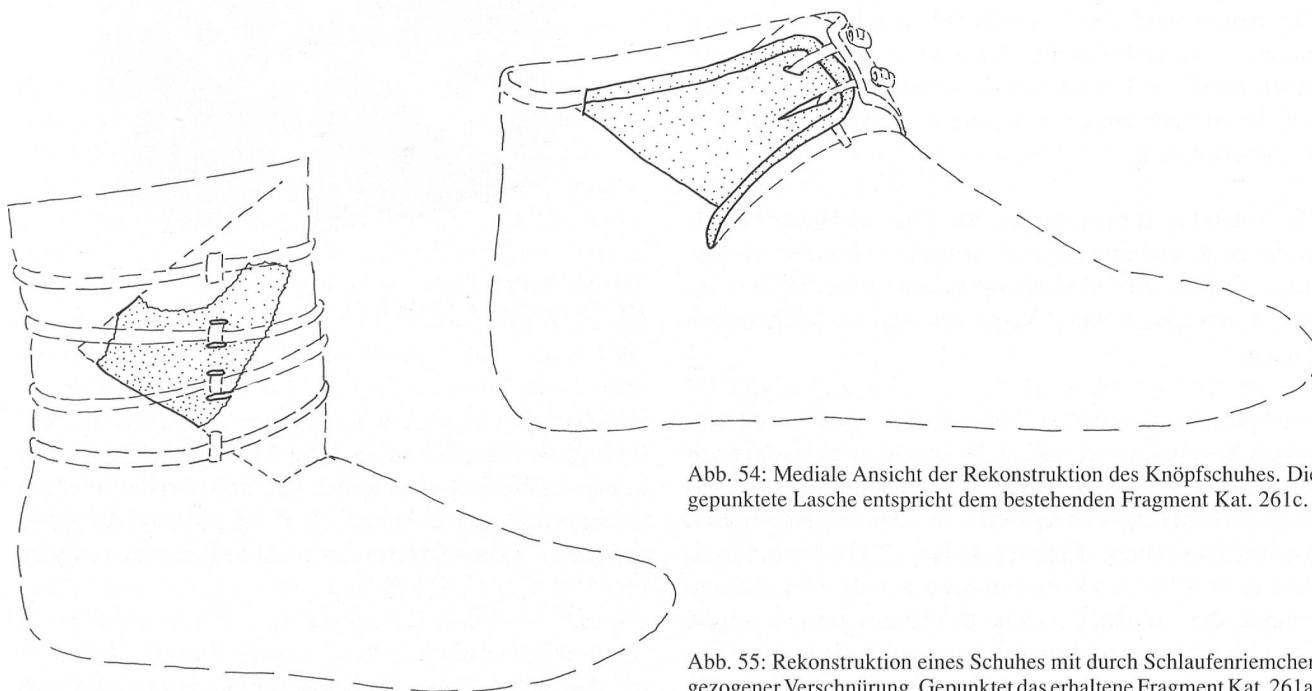 Abb. 54: Mediale Ansicht der Rekonstruktion des Knöpfschuhes. Die
gepunktete Lasche entspricht dem bestehenden Fragment Kat. 261c.
Abb. 55: Rekonstruktion eines Schuhes mit durch Schlaufenriemchen
gezogener Verschnürung. Gepunktet das erhaltene Fragment Kat. 261a.